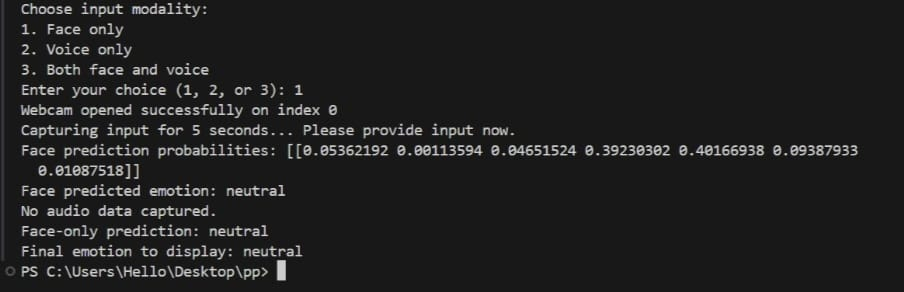 Choose input modality:
1. Face only
2. Voice only
3. Both face and voice
Enter your choice (1, 2, or 3): 1
Webcam opened successfully on index 0
Capturing input for 5 seconds... Please provide input now.
Face prediction probabilities: [[0.05362192 0.00113594 0.04651524 0.39230302 0.40166938 0.09387933
0.01087518]]
Face predicted emotion: neutral
No audio data captured.
Face-only prediction: neutral
Final emotion to display: neutral
PS C:\Users\Hello\Desktop\pp>